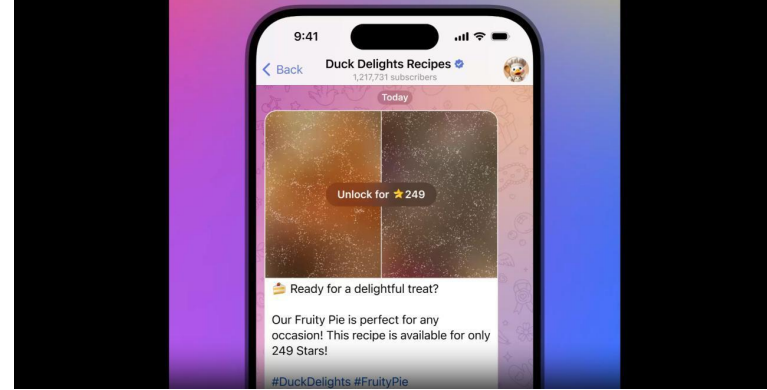 9:41
Back
Duck Delights Recipes
1,217,731 subscribers
Today
Unlock for ⭐249
🍰 Ready for a delightful treat?
Our Fruity Pie is perfect for any
occasion! This recipe is available for only
249 Stars!
#DuckDelights #FruityPie